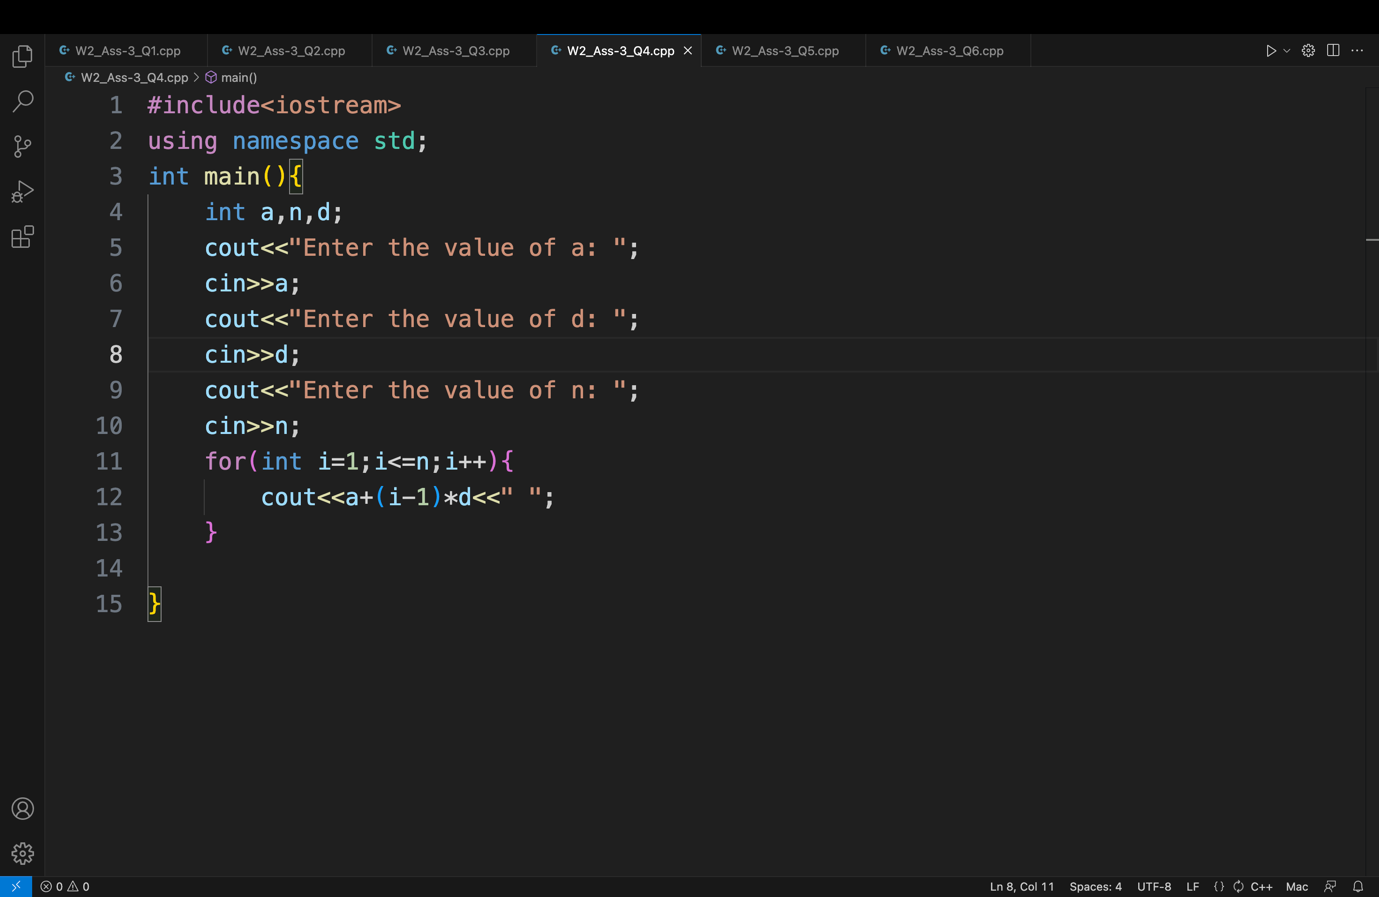 W2_Ass-3_Q1.cpp W2_Ass-3_Q2.cpp W2_Ass-3_Q3.cpp W2_Ass-3_Q4.cpp W2_Ass-3_Q5.cpp W2_Ass-3_Q6.cpp
W2_Ass-3_Q4.cpp > main()
1 #include<iostream>
2 using namespace std;
3 int main(){
4     int a,n,d;
5     cout<<"Enter the value of a: ";
6     cin>>a;
7     cout<<"Enter the value of d: ";
8     cin>>d;
9     cout<<"Enter the value of n: ";
10     cin>>n;
11     for(int i=1;i<=n;i++){
12         cout<<a+(i-1)*d<<" ";
13     }
14
15 }
0 0 Ln 8, Col 11 Spaces: 4 UTF-8 LF {} C++ Mac